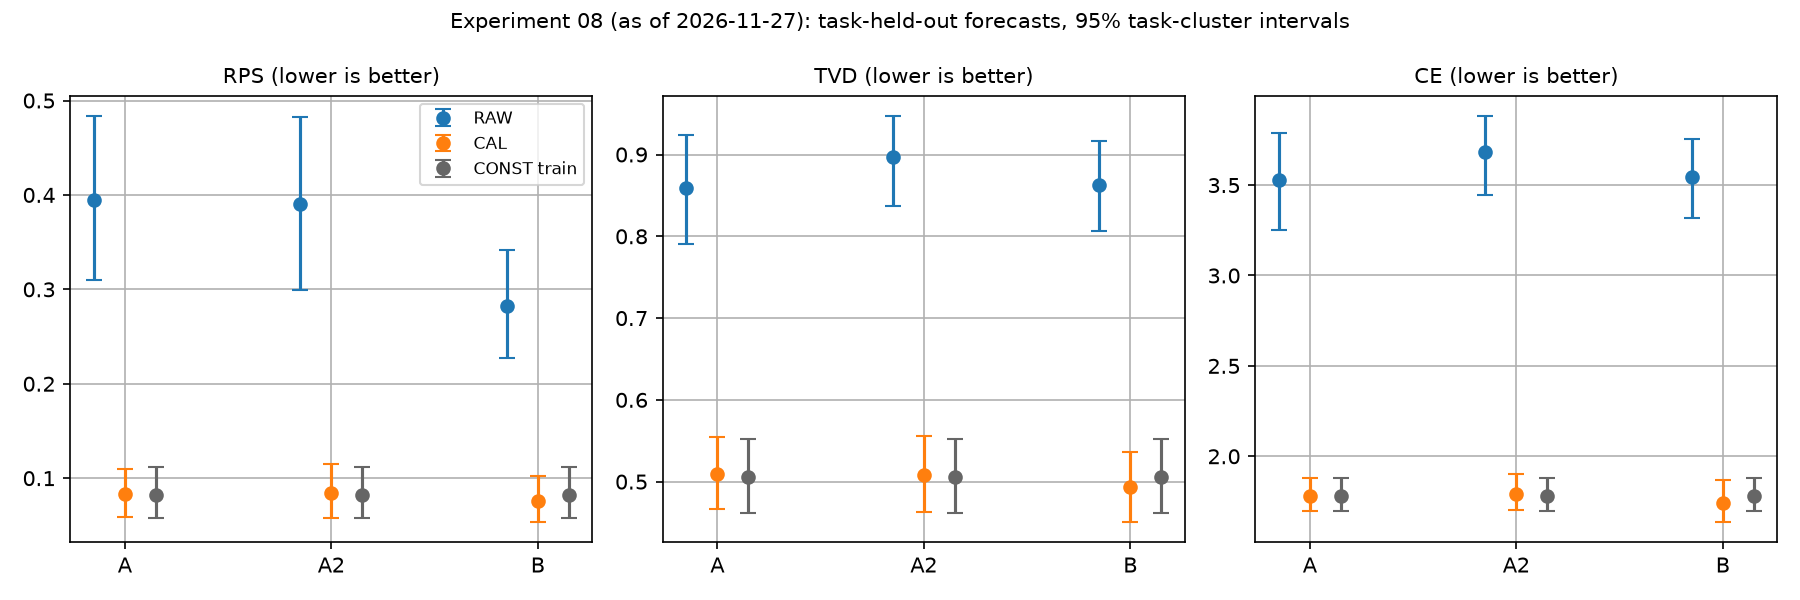 Experiment 08 (as of 2026-11-27): task-held-out forecasts, 95% task-cluster intervals
RPS (lower is better)
0.5
0.4
0.3
0.2
0.1
RAW
CAL
CONST train
A
A2
B
TVD (lower is better)
0.9
0.8
0.7
0.6
0.5
A
A2
B
CE (lower is better)
3.5
3.0
2.5
2.0
A
A2
B